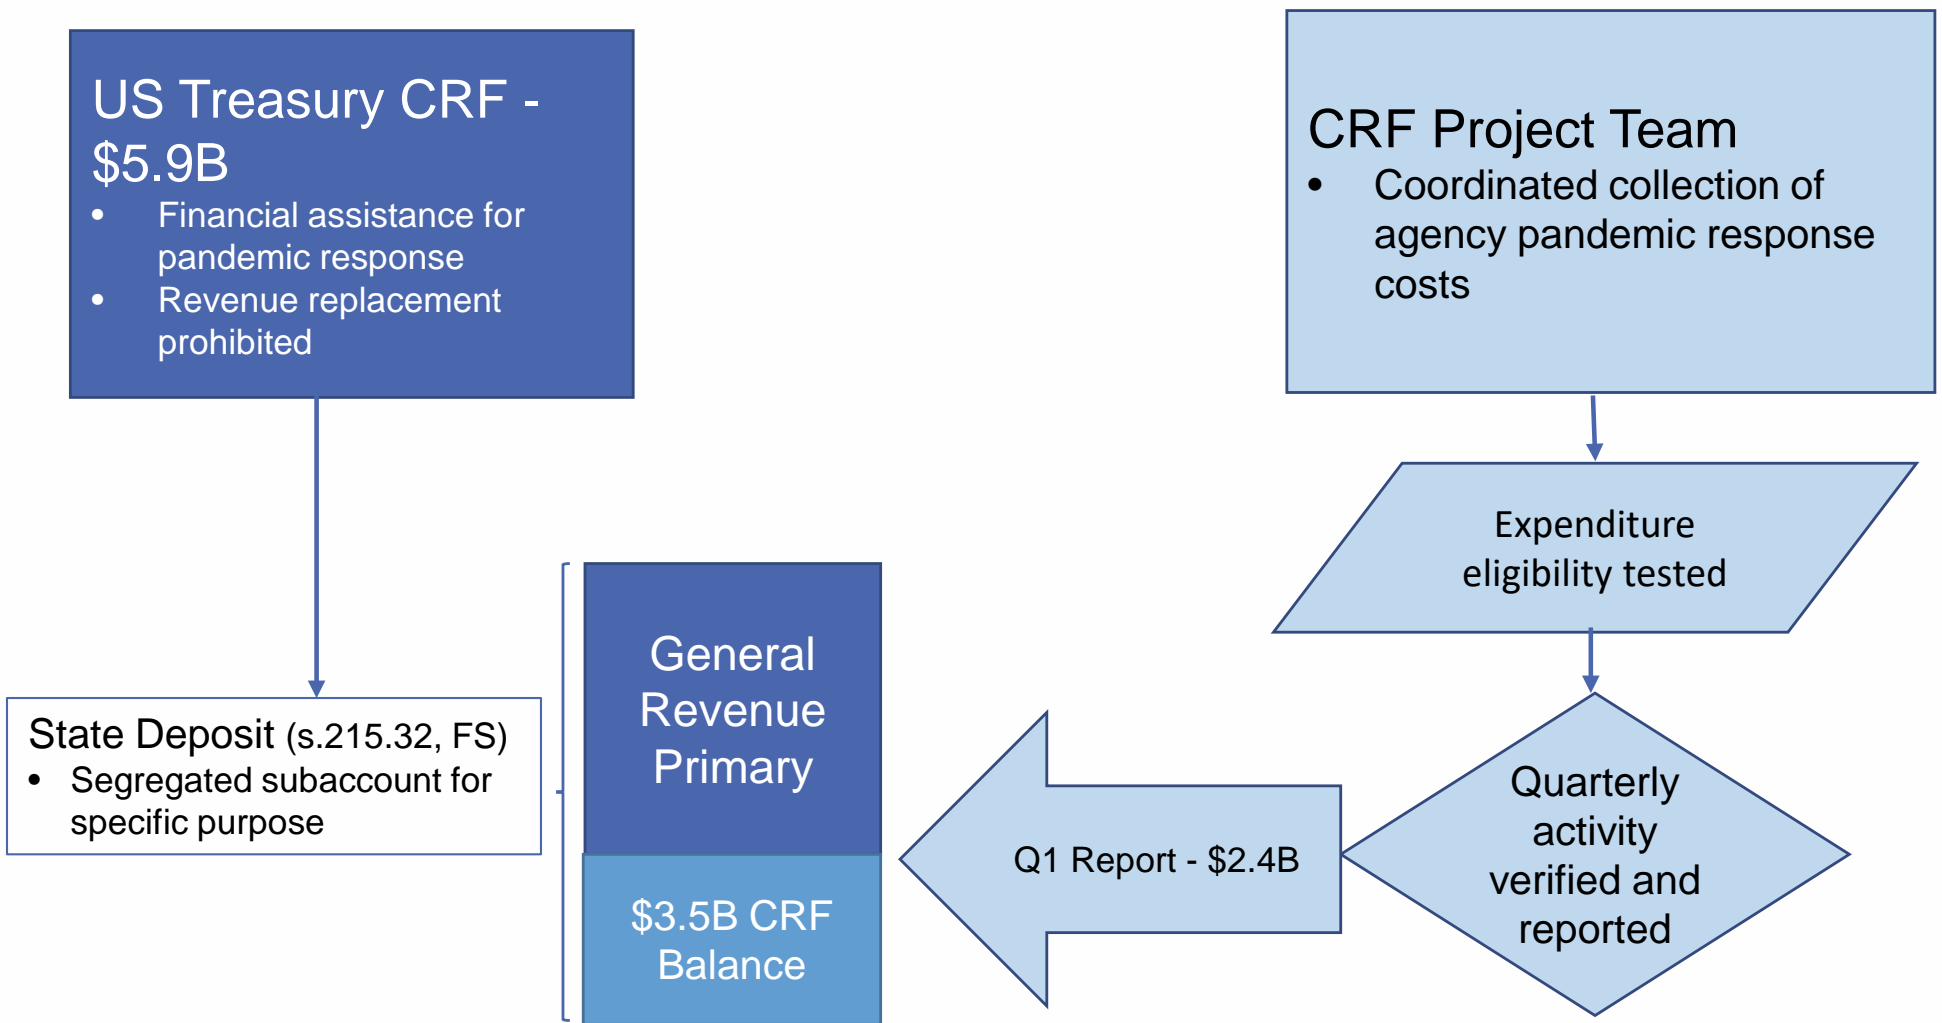 US Treasury CRF -
$5.9B
• Financial assistance for
pandemic response
• Revenue replacement
prohibited
CRF Project Team
• Coordinated collection of
agency pandemic response
costs
Expenditure
eligibility tested
State Deposit (s.215.32, FS)
• Segregated subaccount for
specific purpose
General
Revenue
Primary
$3.5B CRF
Balance
Q1 Report - $2.4B
Quarterly
activity
verified and
reported